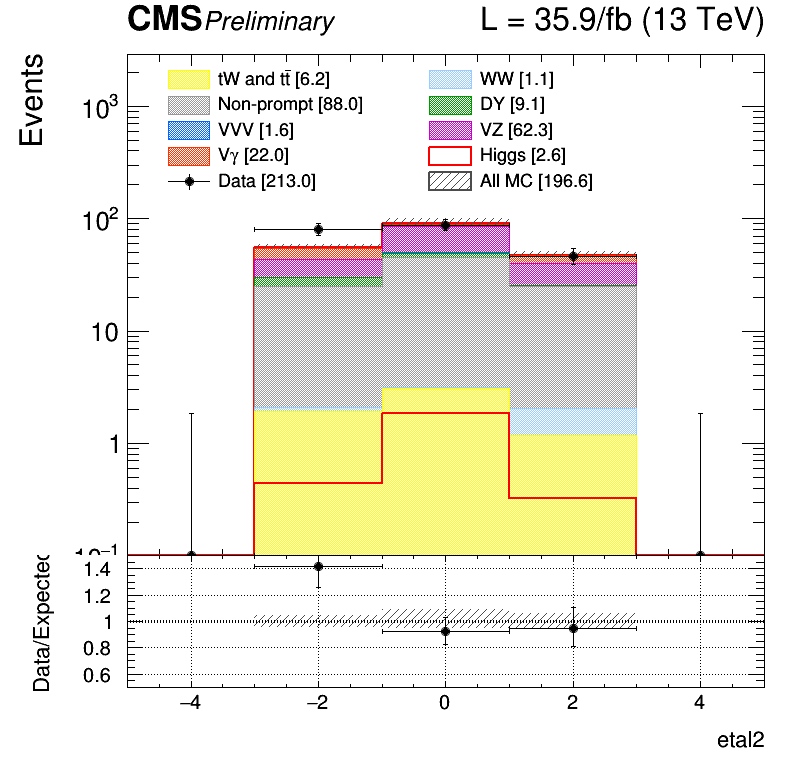 CMS Preliminary L = 35.9/fb (13 TeV)
Events
tW and tt̄ [6.2] WW [1.1]
Non-prompt [88.0] DY [9.1]
VVV [1.6] VZ [62.3]
Vγ [22.0] Higgs [2.6]
Data [213.0] All MC [196.6]
10³
10²
10
1
10⁻¹
Data/Expected
1.4
1.2
1
0.8
0.6
−4 −2 0 2 4
etal2